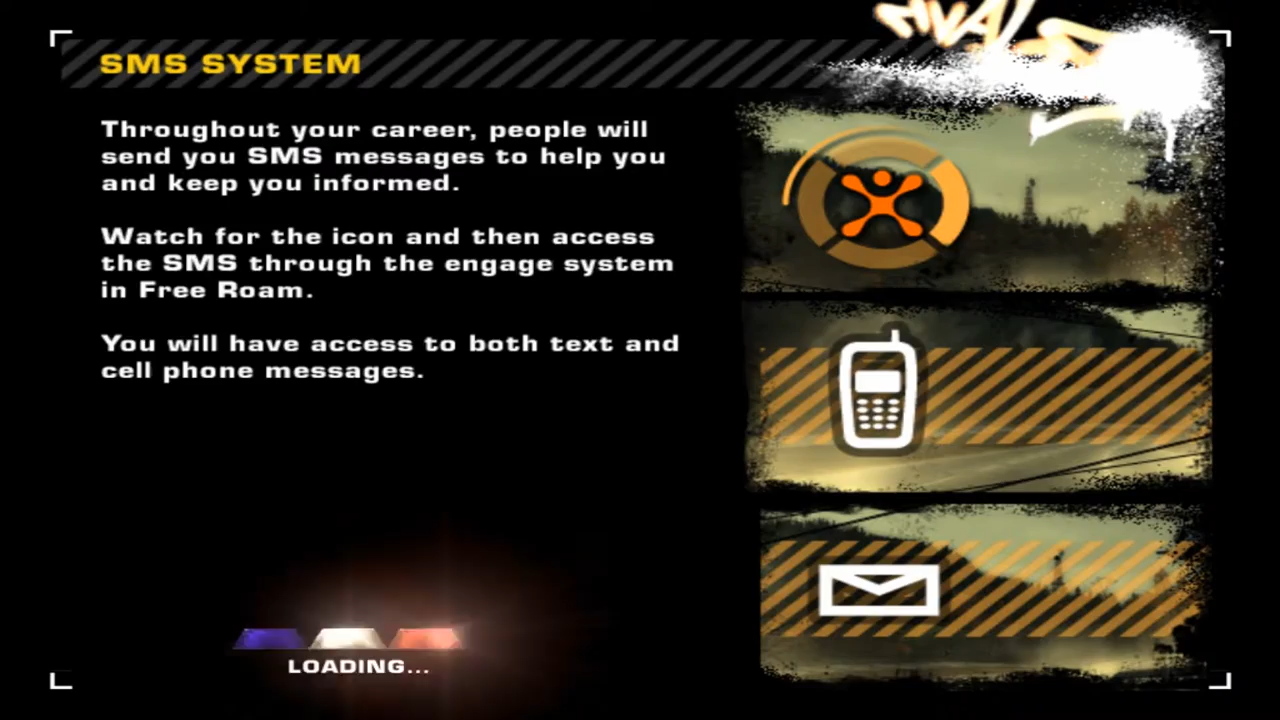 SMS SYSTEM
Throughout your career, people will
send you SMS messages to help you
and keep you informed.
Watch for the icon and then access
the SMS through the engage system
in Free Roam.
You will have access to both text and
cell phone messages.
LOADING...